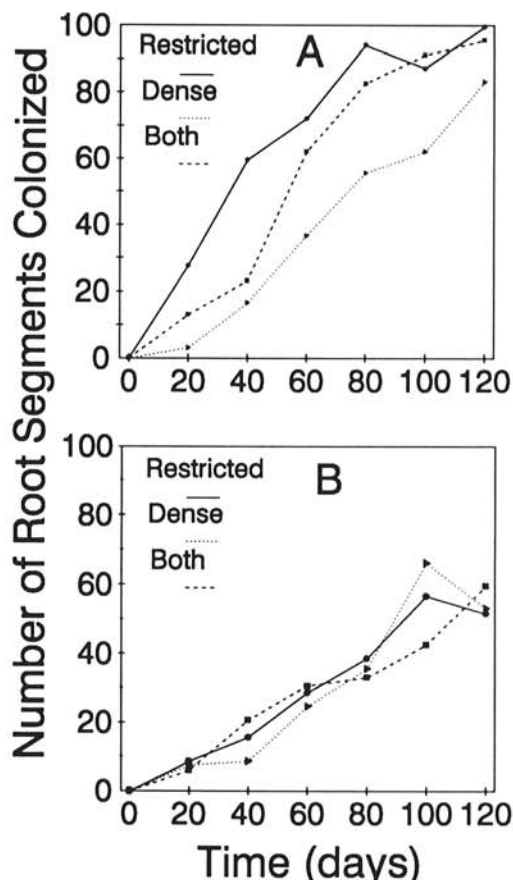 Number of Root Segments Colonized
100
80
60
40
20
0
Restricted
Dense
Both
A
0 20 40 60 80 100 120
100
80
60
40
20
0
Restricted
Dense
Both
B
0 20 40 60 80 100 120
Time (days)